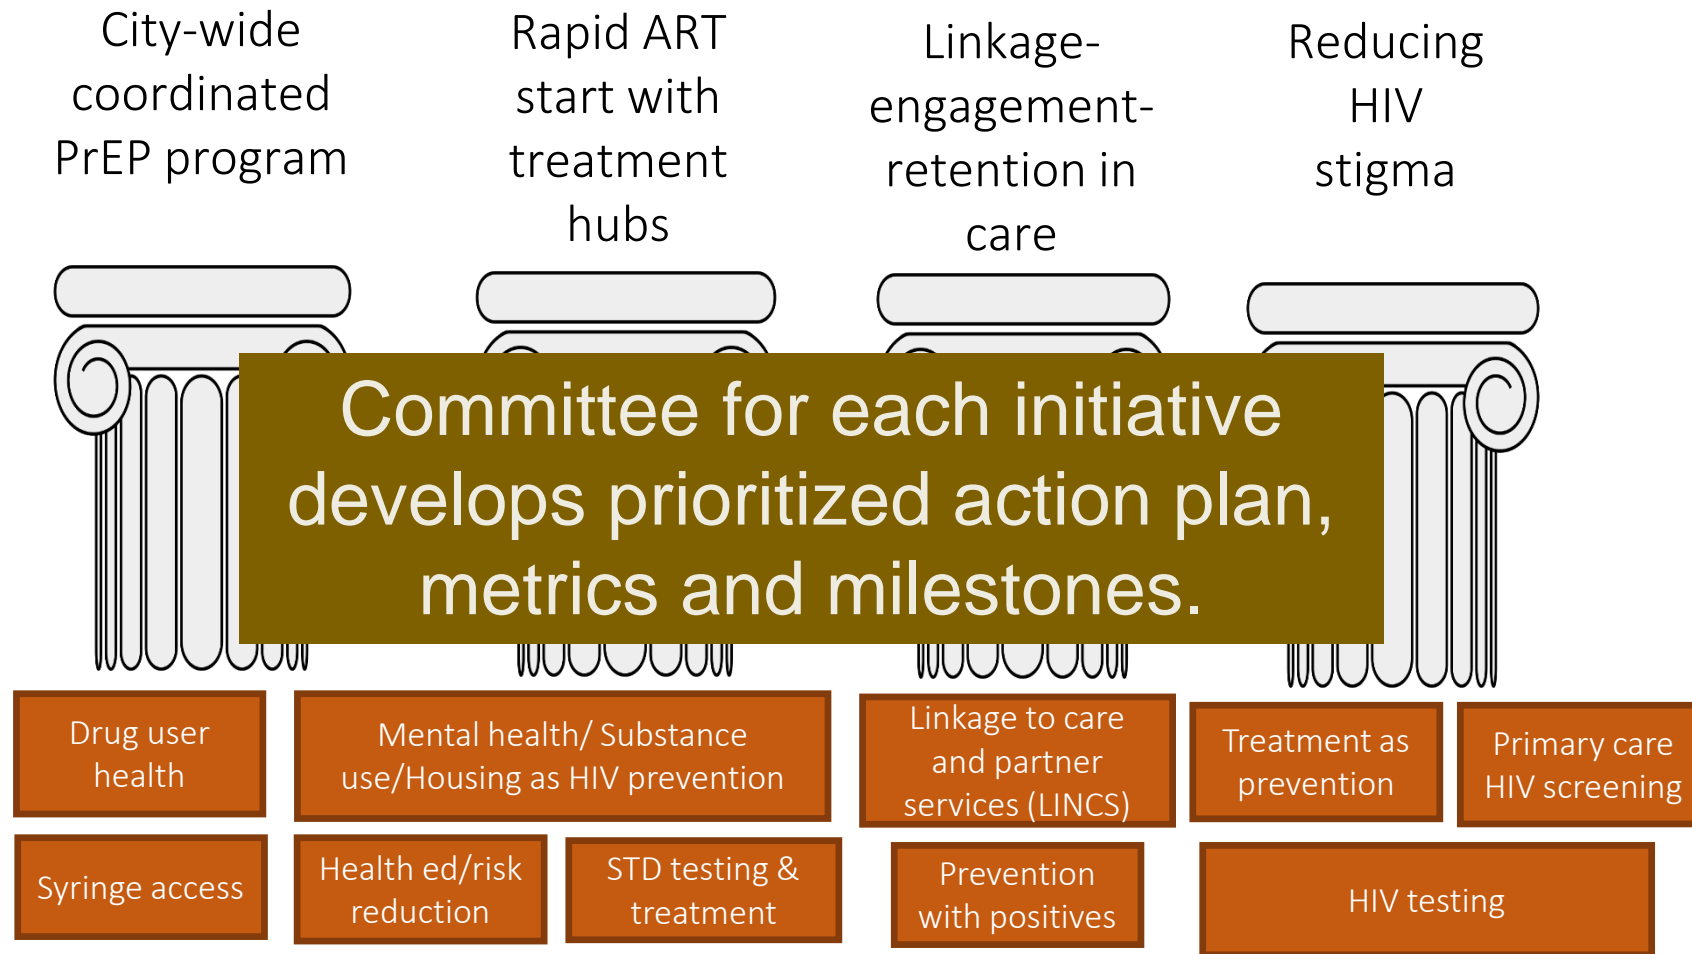 City-wide
coordinated
PrEP program
Rapid ART
start with
treatment
hubs
Linkage-
engagement-
retention in
care
Reducing
HIV
stigma
Committee for each initiative
develops prioritized action plan,
metrics and milestones.
Drug user
health
Mental health/ Substance
use/Housing as HIV prevention
Linkage to care
and partner
services (LINCS)
Treatment as
prevention
Primary care
HIV screening
Syringe access
Health ed/risk
reduction
STD testing &
treatment
Prevention
with positives
HIV testing